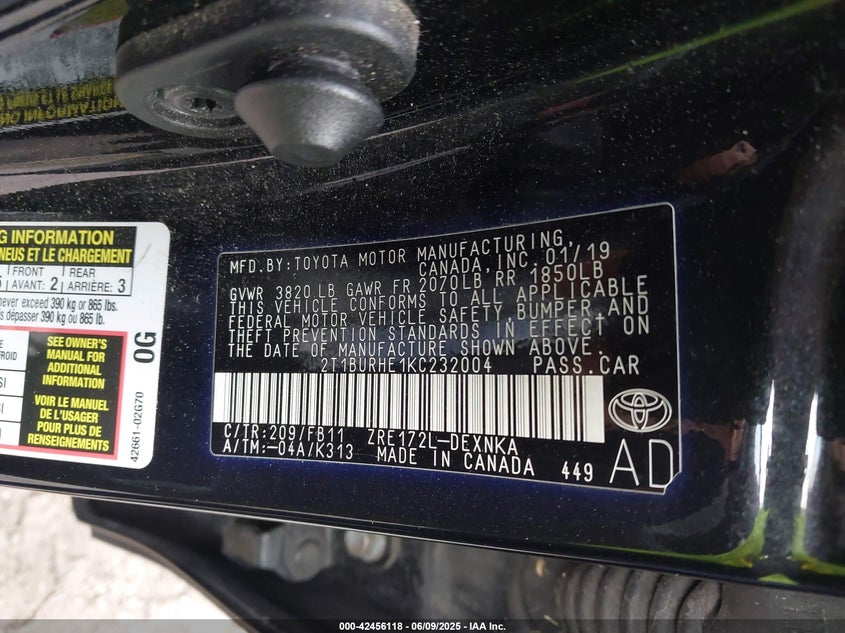 G INFORMATION
NEUS ET LE CHARGEMENT
FRONT
AVANT: 2
REAR
ARRIÈRE: 3
never exceed 390 kg or 865 lbs.
dépasser 390 kg ou 865 lb.
SEE OWNER'S
MANUAL FOR
ADDITIONAL
INFORMATION
VOIR LE MANUEL
DE L'USAGER
POUR PLUS DE
RENSEIGNEMENTS
0G
42661-02G70
MFD.BY:TOYOTA MOTOR MANUFACTURING,
CANADA, INC. 01/19
GVWR 3820 LB GAWR FR 2070LB RR 1850LB
THIS VEHICLE CONFORMS TO ALL APPLICABLE
FEDERAL MOTOR VEHICLE SAFETY BUMPER,AND
THEFT PREVENTION STANDARDS IN EFFECT ON
THE DATE OF MANUFACTURE SHOWN ABOVE.
2T1BURHE1KC232004 PASS.CAR
C/TR:209/FB11 ZRE172L-DEXNKA
A/TM:-04A/K313 MADE IN CANADA 449
AD
000-42456118 - 06/09/2025 - IAA Inc.